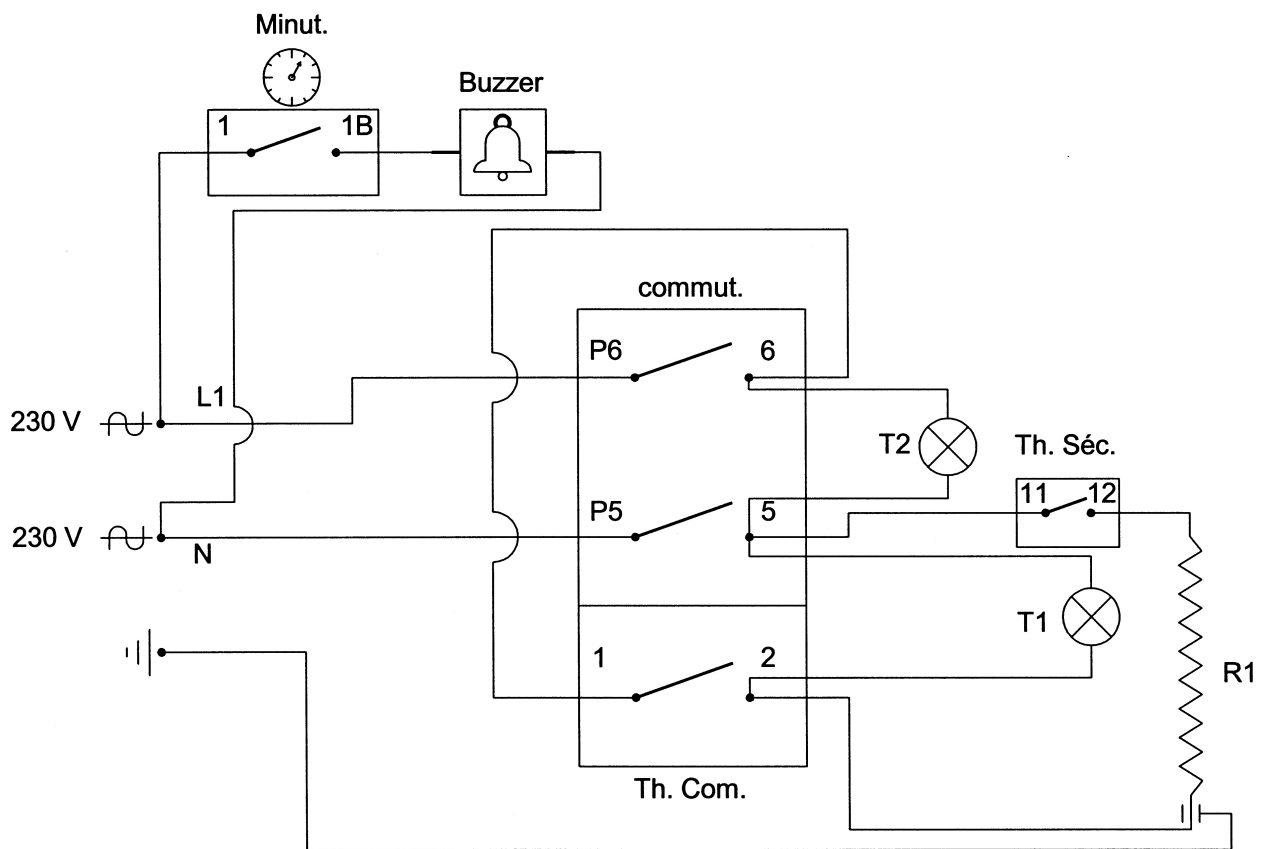 Minut.
Buzzer
1 1B
commut.
P6 6
L1
230 V
T2
Th. Séc.
11 12
P5 5
230 V
N
T1
1 2
R1
Th. Com.